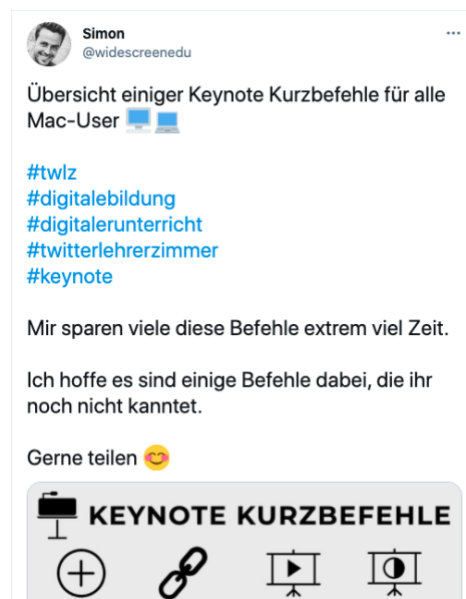 Simon
@widescreenedu
Übersicht einiger Keynote Kurzbefehle für alle
Mac-User
#twlz
#digitalebildung
#digitalerunterricht
#twitterlehrerzimmer
#keynote
Mir sparen viele diese Befehle extrem viel Zeit.
Ich hoffe es sind einige Befehle dabei, die ihr
noch nicht kanntet.
Gerne teilen 😊
KEYNOTE KURZBEFEHLE